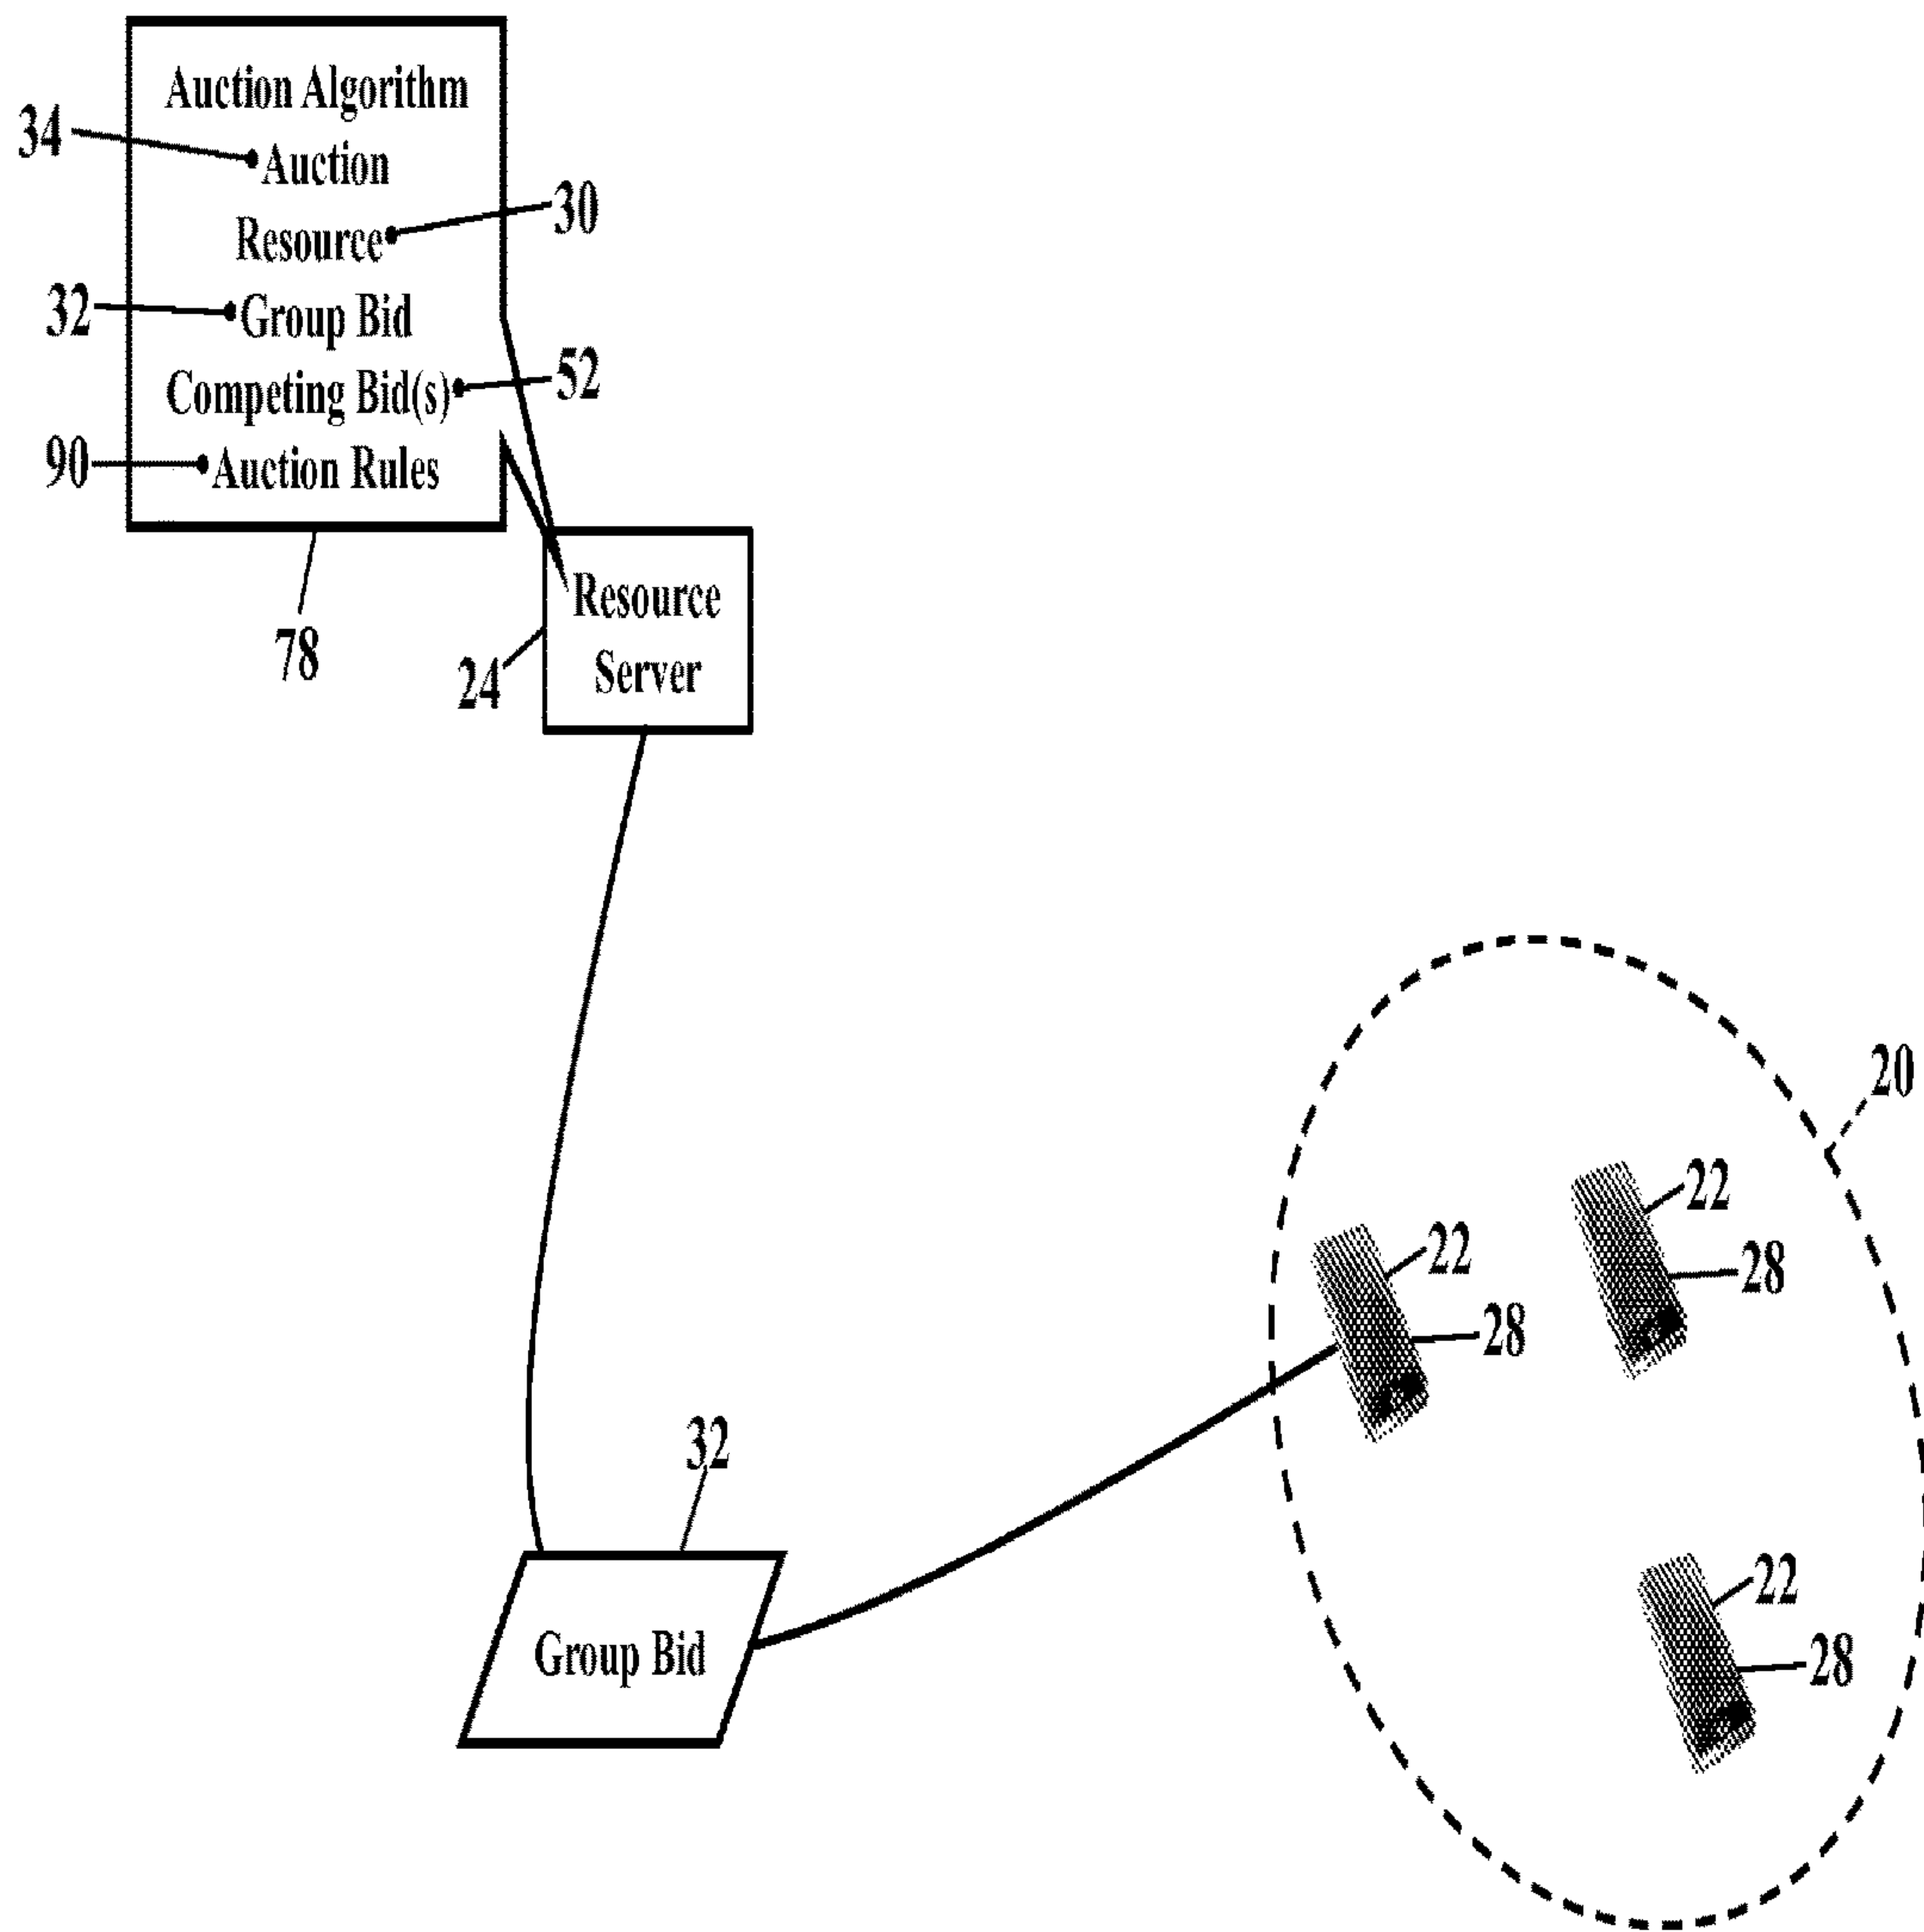 Auction Algorithm
34
Auction
Resource
30
32
Group Bid
Competing Bid(s)
52
90
Auction Rules
78
24
Resource
Server
20
22
28
22
28
32
Group Bid
22
28